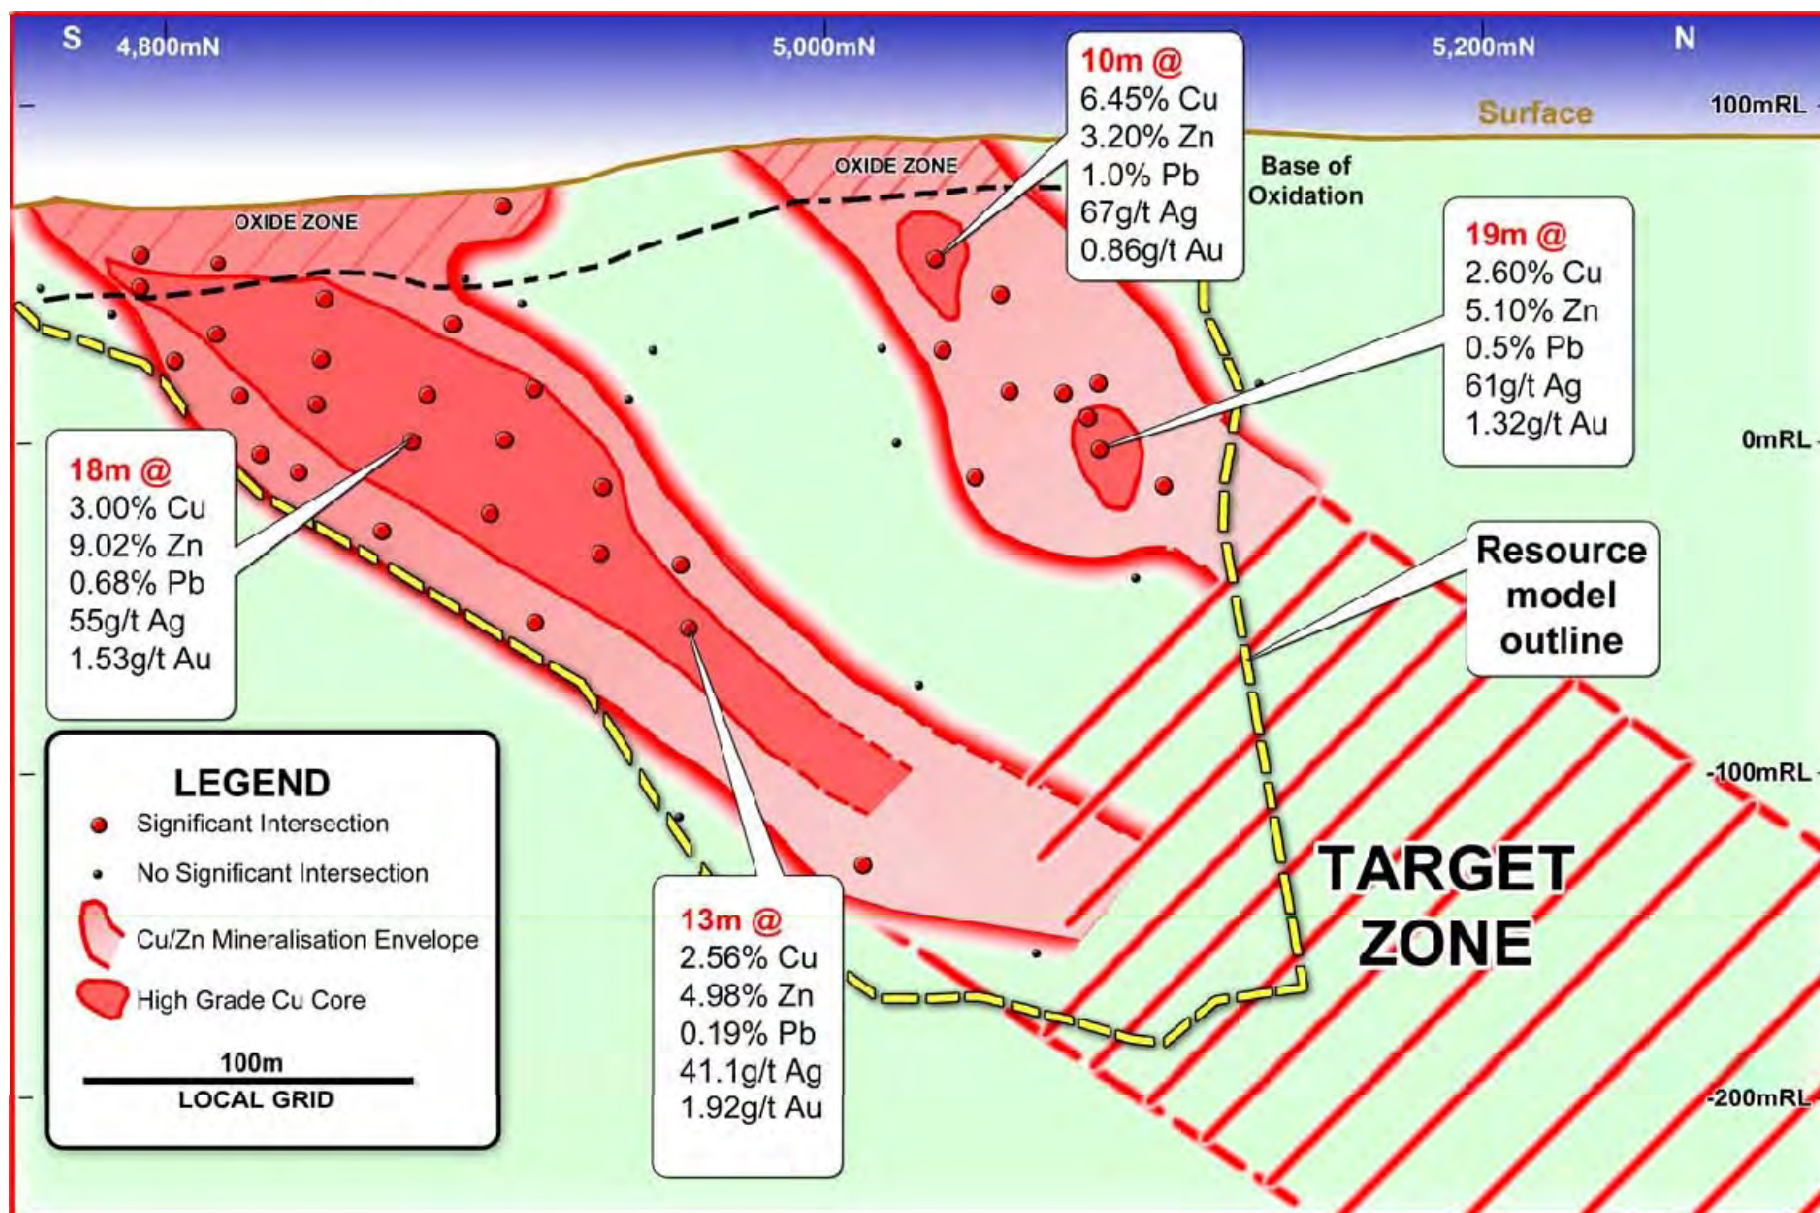 S
4,800mN
5,000mN
5,200mN
N
100mRL
Surface
10m @
6.45% Cu
3.20% Zn
1.0% Pb
67g/t Ag
0.86g/t Au
OXIDE ZONE
Base of
Oxidation
OXIDE ZONE
19m @
2.60% Cu
5.10% Zn
0.5% Pb
61g/t Ag
1.32g/t Au
0mRL
18m @
3.00% Cu
9.02% Zn
0.68% Pb
55g/t Ag
1.53g/t Au
Resource
model
outline
-100mRL
LEGEND
Significant Intersection
No Significant Intersection
Cu/Zn Mineralisation Envelope
High Grade Cu Core
100m
LOCAL GRID
13m @
2.56% Cu
4.98% Zn
0.19% Pb
41.1g/t Ag
1.92g/t Au
TARGET
ZONE
-200mRL